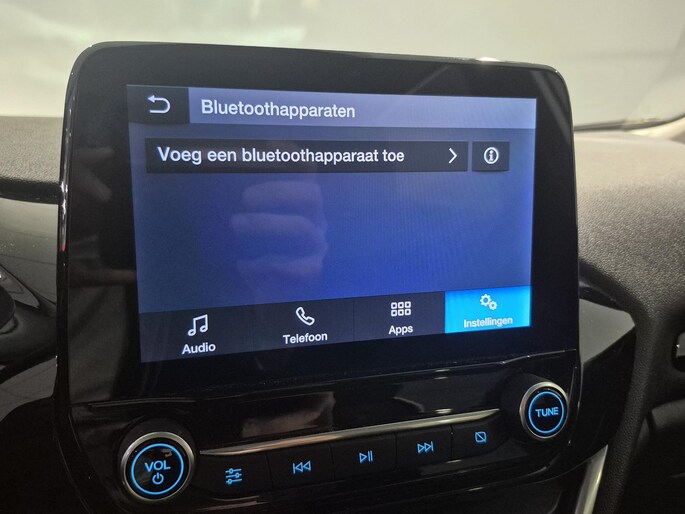 Bluetoothapparaten
Voeg een bluetoothapparaat toe
Audio
Telefoon
Apps
Instellingen
VOL
TUNE